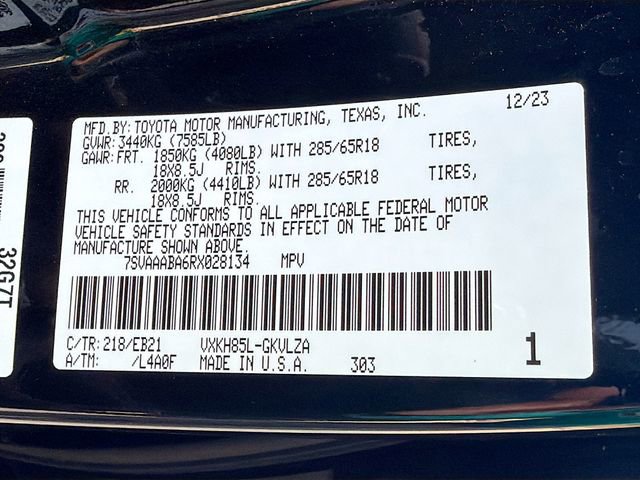 MFD.BY:TOYOTA MOTOR MANUFACTURING, TEXAS, INC. 12/23
GVWR:3440KG (7585LB)
GAWR:FRT. 1850KG (4080LB) WITH 285/65R18 TIRES,
18X8.5J RIMS.
RR. 2000KG (4410LB) WITH 285/65R18 TIRES,
18X8.5J RIMS.
THIS VEHICLE CONFORMS TO ALL APPLICABLE FEDERAL MOTOR
VEHICLE SAFETY STANDARDS IN EFFECT ON THE DATE OF
MANUFACTURE SHOWN ABOVE.
7SVAAABA6RX028134 MPV
C/TR:218/EB21 VXKH85L-GKVLZA
A/TM: /L4A0F MADE IN U.S.A. 303
1
32G7T